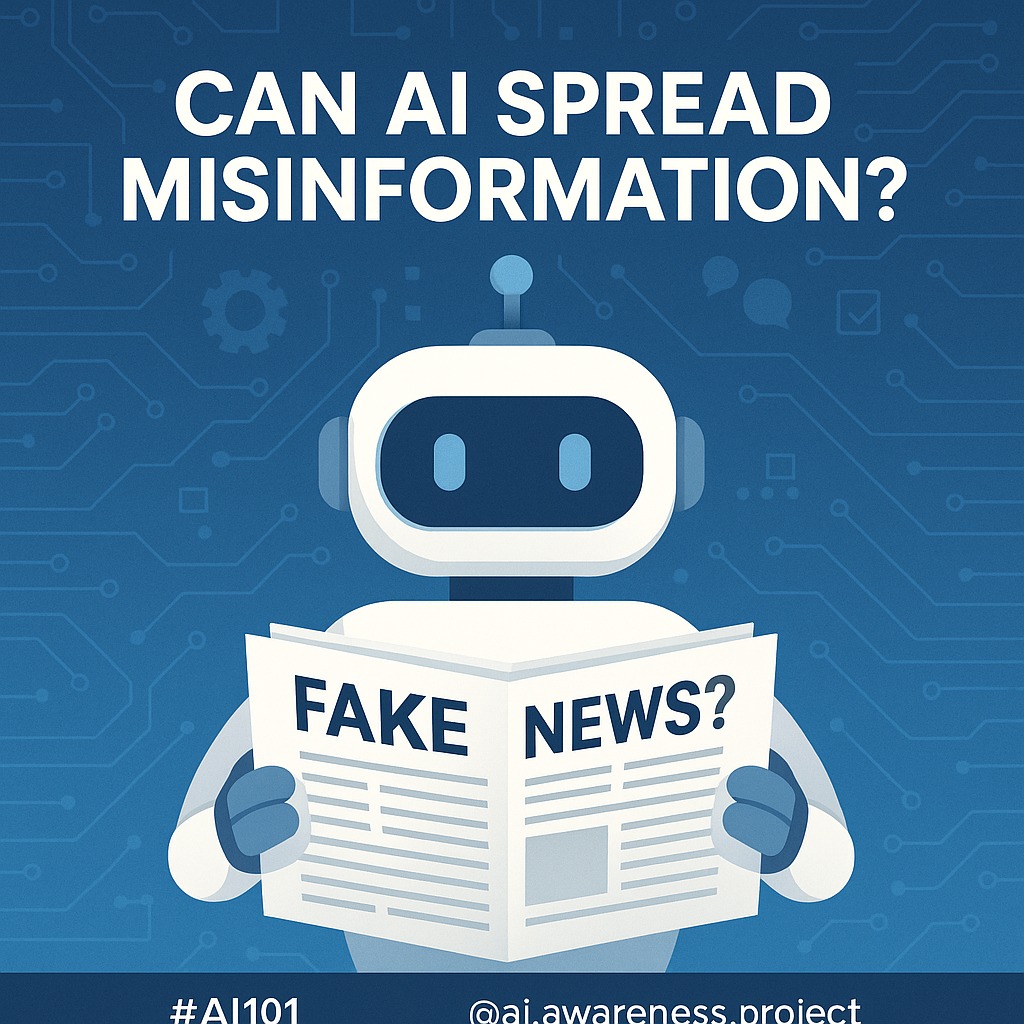 CAN AI SPREAD
MISINFORMATION?
FAKE NEWS?
#AI101
@ai.awareness.project